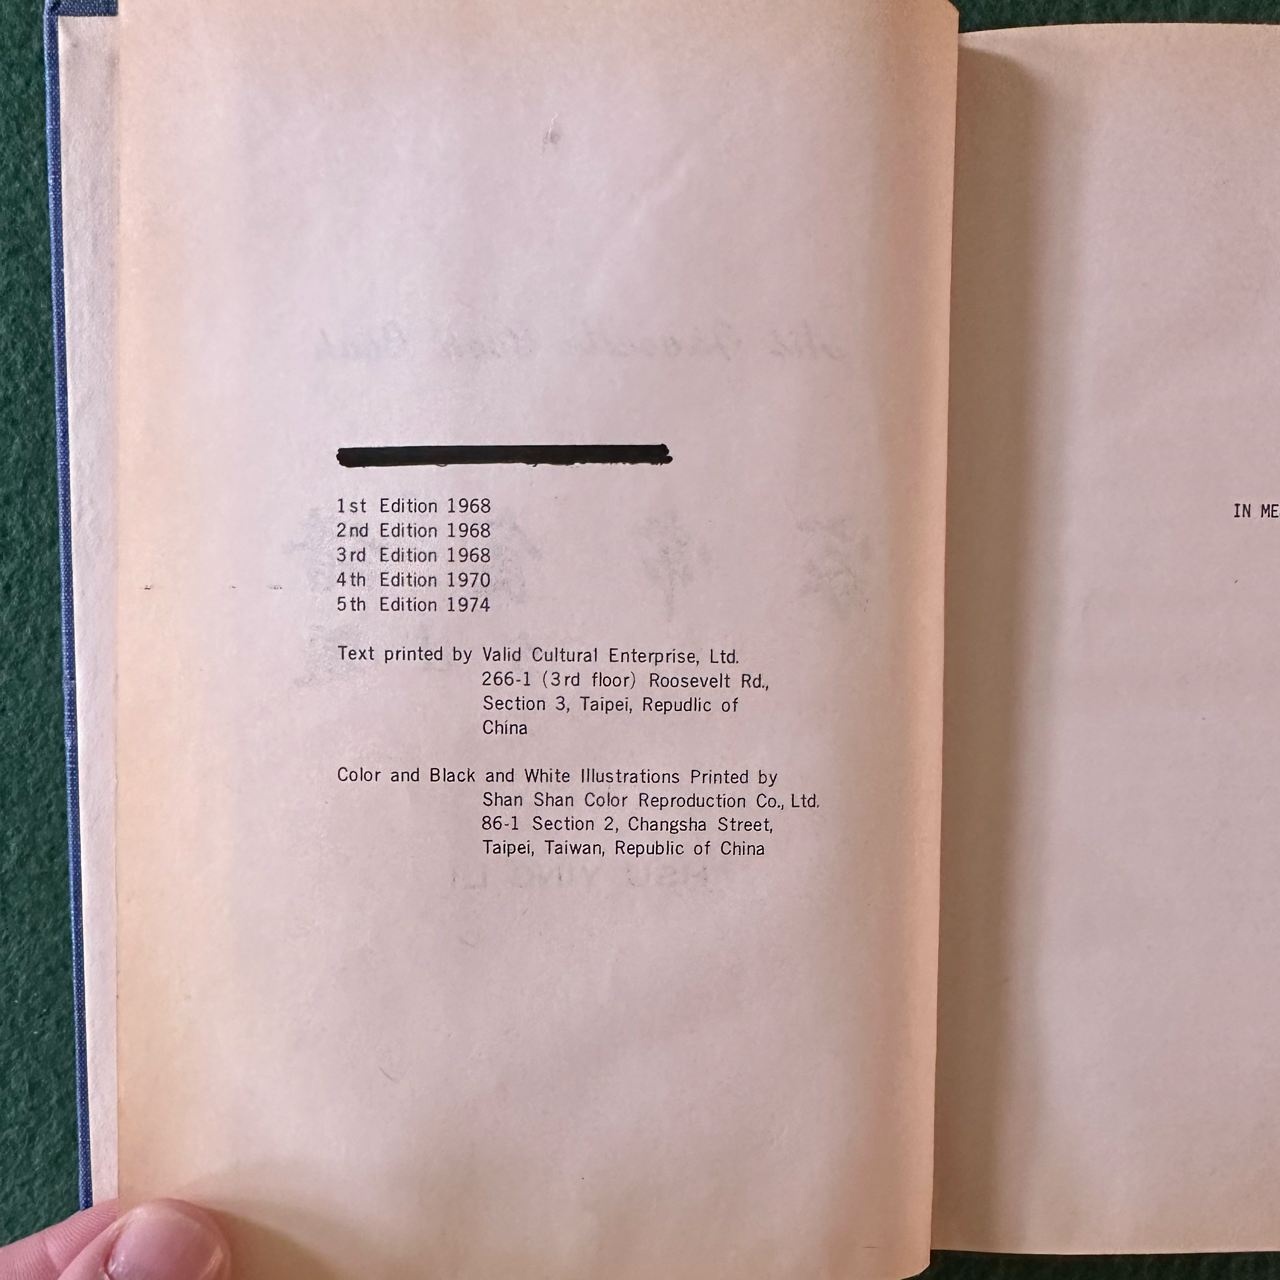 1st Edition 1968
2nd Edition 1968
3rd Edition 1968
4th Edition 1970
5th Edition 1974
Text printed by Valid Cultural Enterprise, Ltd.
266-1 (3rd floor) Roosevelt Rd.,
Section 3, Taipei, Repudlic of
China
Color and Black and White Illustrations Printed by
Shan Shan Color Reproduction Co., Ltd.
86-1 Section 2, Changsha Street,
Taipei, Taiwan, Republic of China
HSU YING LI
IN ME